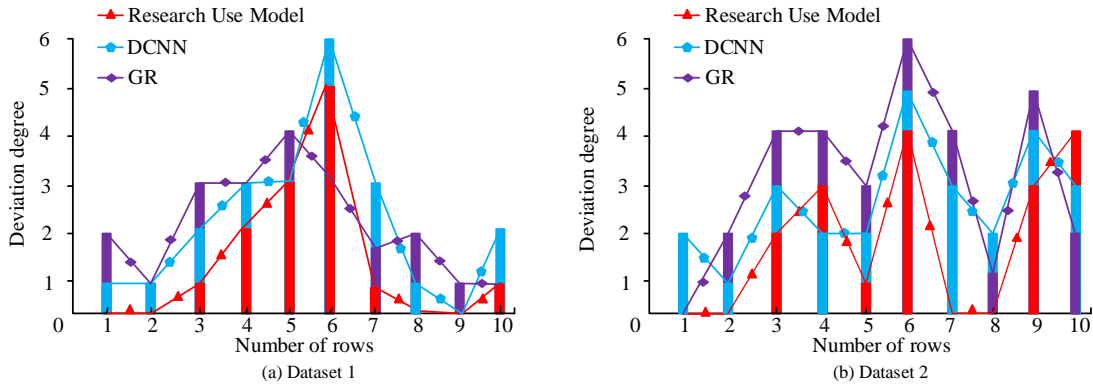 Research Use Model
DCNN
GR
Deviation degree
6
5
4
3
2
1
0
1 2 3 4 5 6 7 8 9 10
Number of rows
(a) Dataset 1
Research Use Model
DCNN
GR
Deviation degree
6
5
4
3
2
1
0
1 2 3 4 5 6 7 8 9 10
Number of rows
(b) Dataset 2